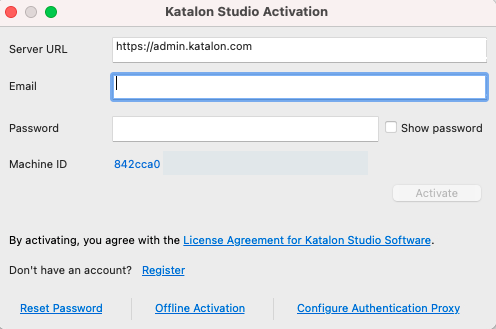 Katalon Studio Activation
Server URL https://admin.katalon.com
Email
Password Show password
Machine ID 842cca0
Activate
By activating, you agree with the License Agreement for Katalon Studio Software.
Don't have an account? Register
Reset Password Offline Activation Configure Authentication Proxy